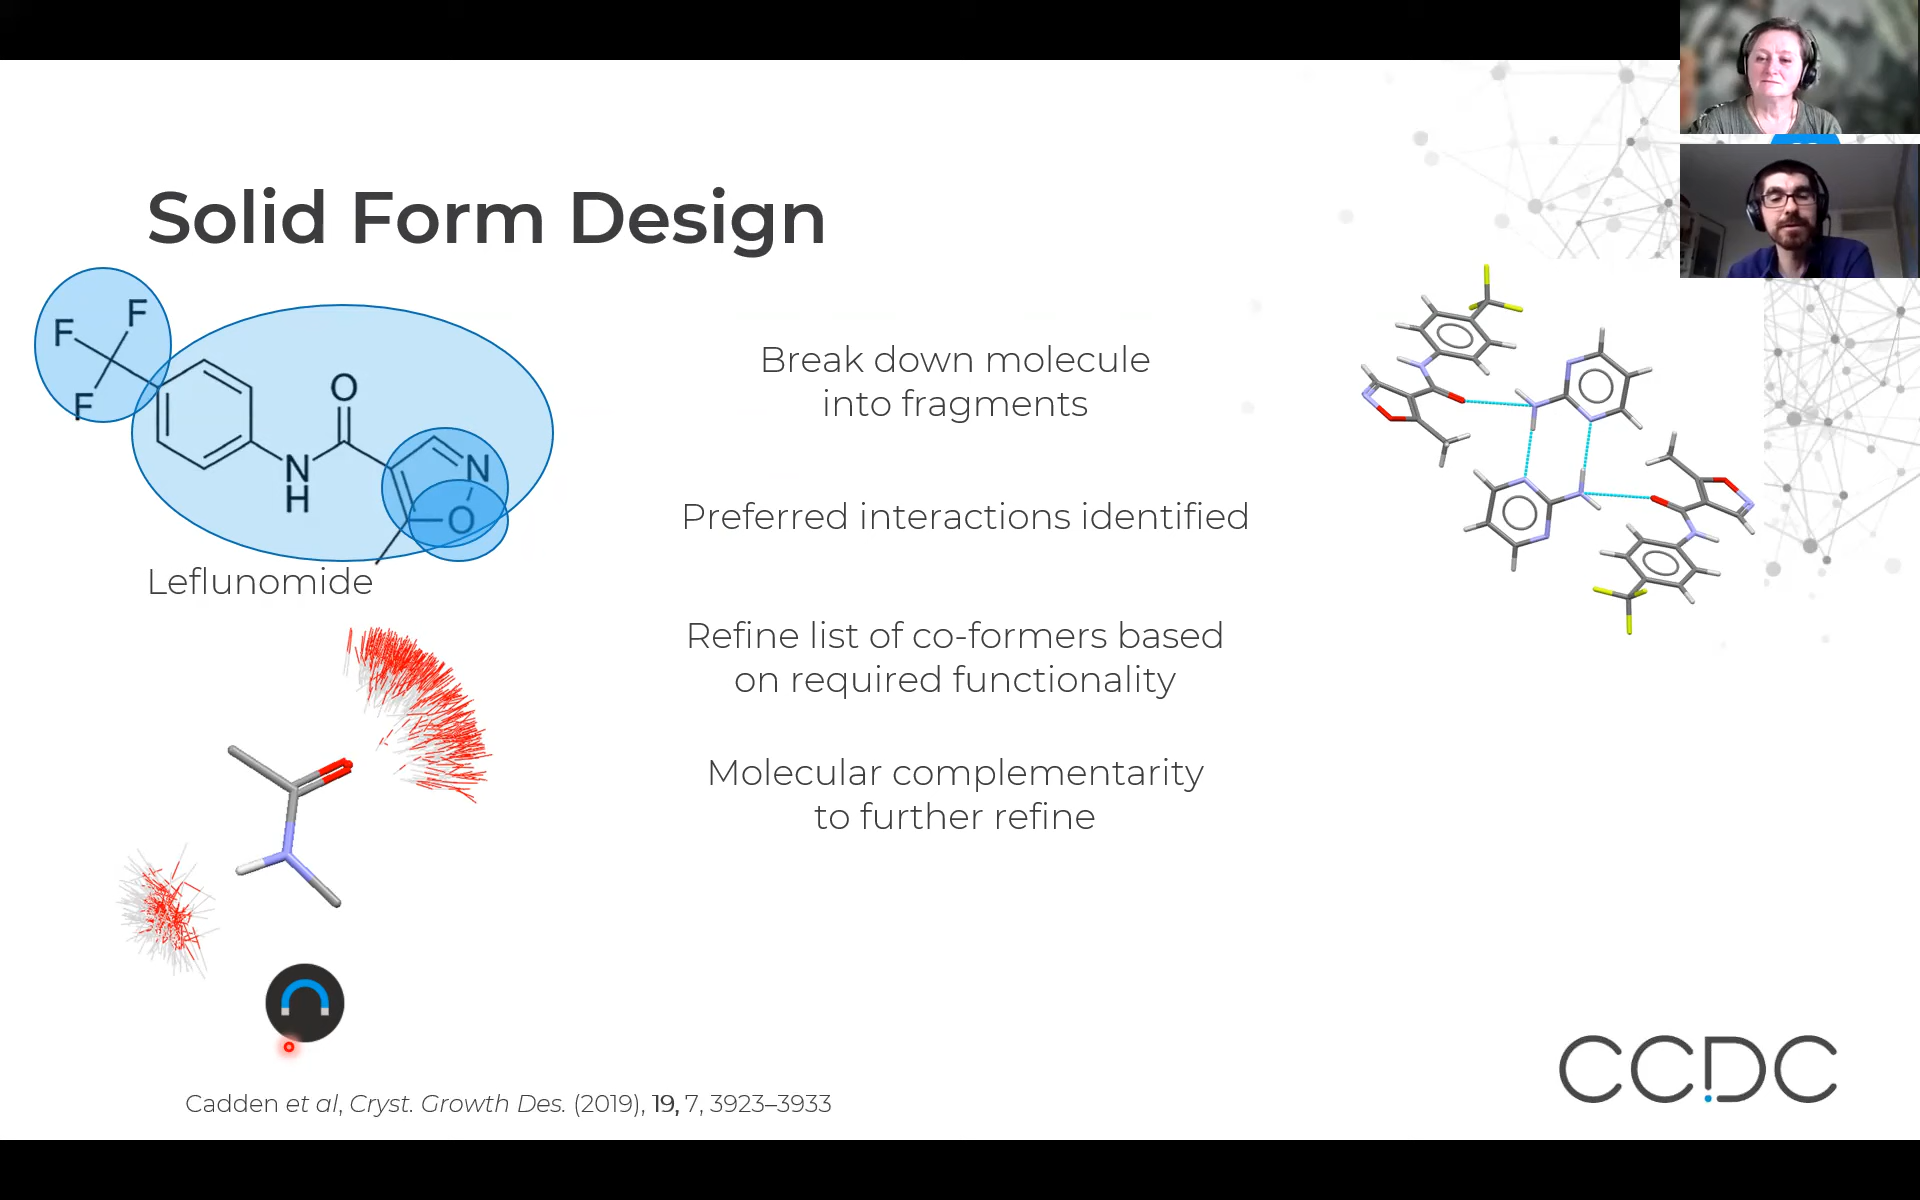 Solid Form Design
F
F
F
O
N
H
N
O
Leflunomide
Break down molecule
into fragments
Preferred interactions identified
Refine list of co-formers based
on required functionality
Molecular complementarity
to further refine
Cadden et al, Cryst. Growth Des. (2019), 19, 7, 3923–3933
CCDC